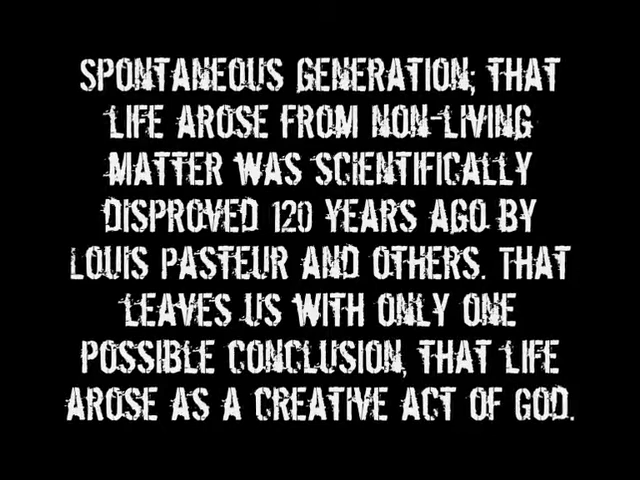 SPONTANEOUS GENERATION; THAT
LIFE AROSE FROM NON-LIVING
MATTER WAS SCIENTIFICALLY
DISPROVED 120 YEARS AGO BY
LOUIS PASTEUR AND OTHERS. THAT
LEAVES US WITH ONLY ONE
POSSIBLE CONCLUSION, THAT LIFE
AROSE AS A CREATIVE ACT OF GOD.